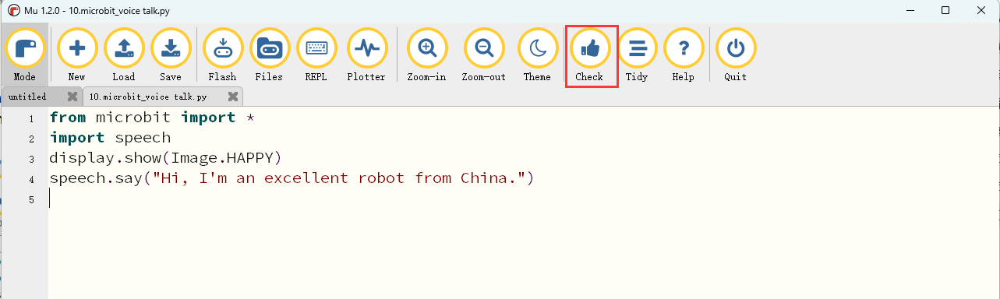 Mu 1.2.0 - 10.microbit_voice talk.py
Mode New Load Save Flash Files REPL Plotter Zoom-in Zoom-out Theme Check Tidy Help Quit
untitled 10.microbit_voice talk.py
1 from microbit import *
2 import speech
3 display.show(Image.HAPPY)
4 speech.say("Hi, I'm an excellent robot from China.")
5